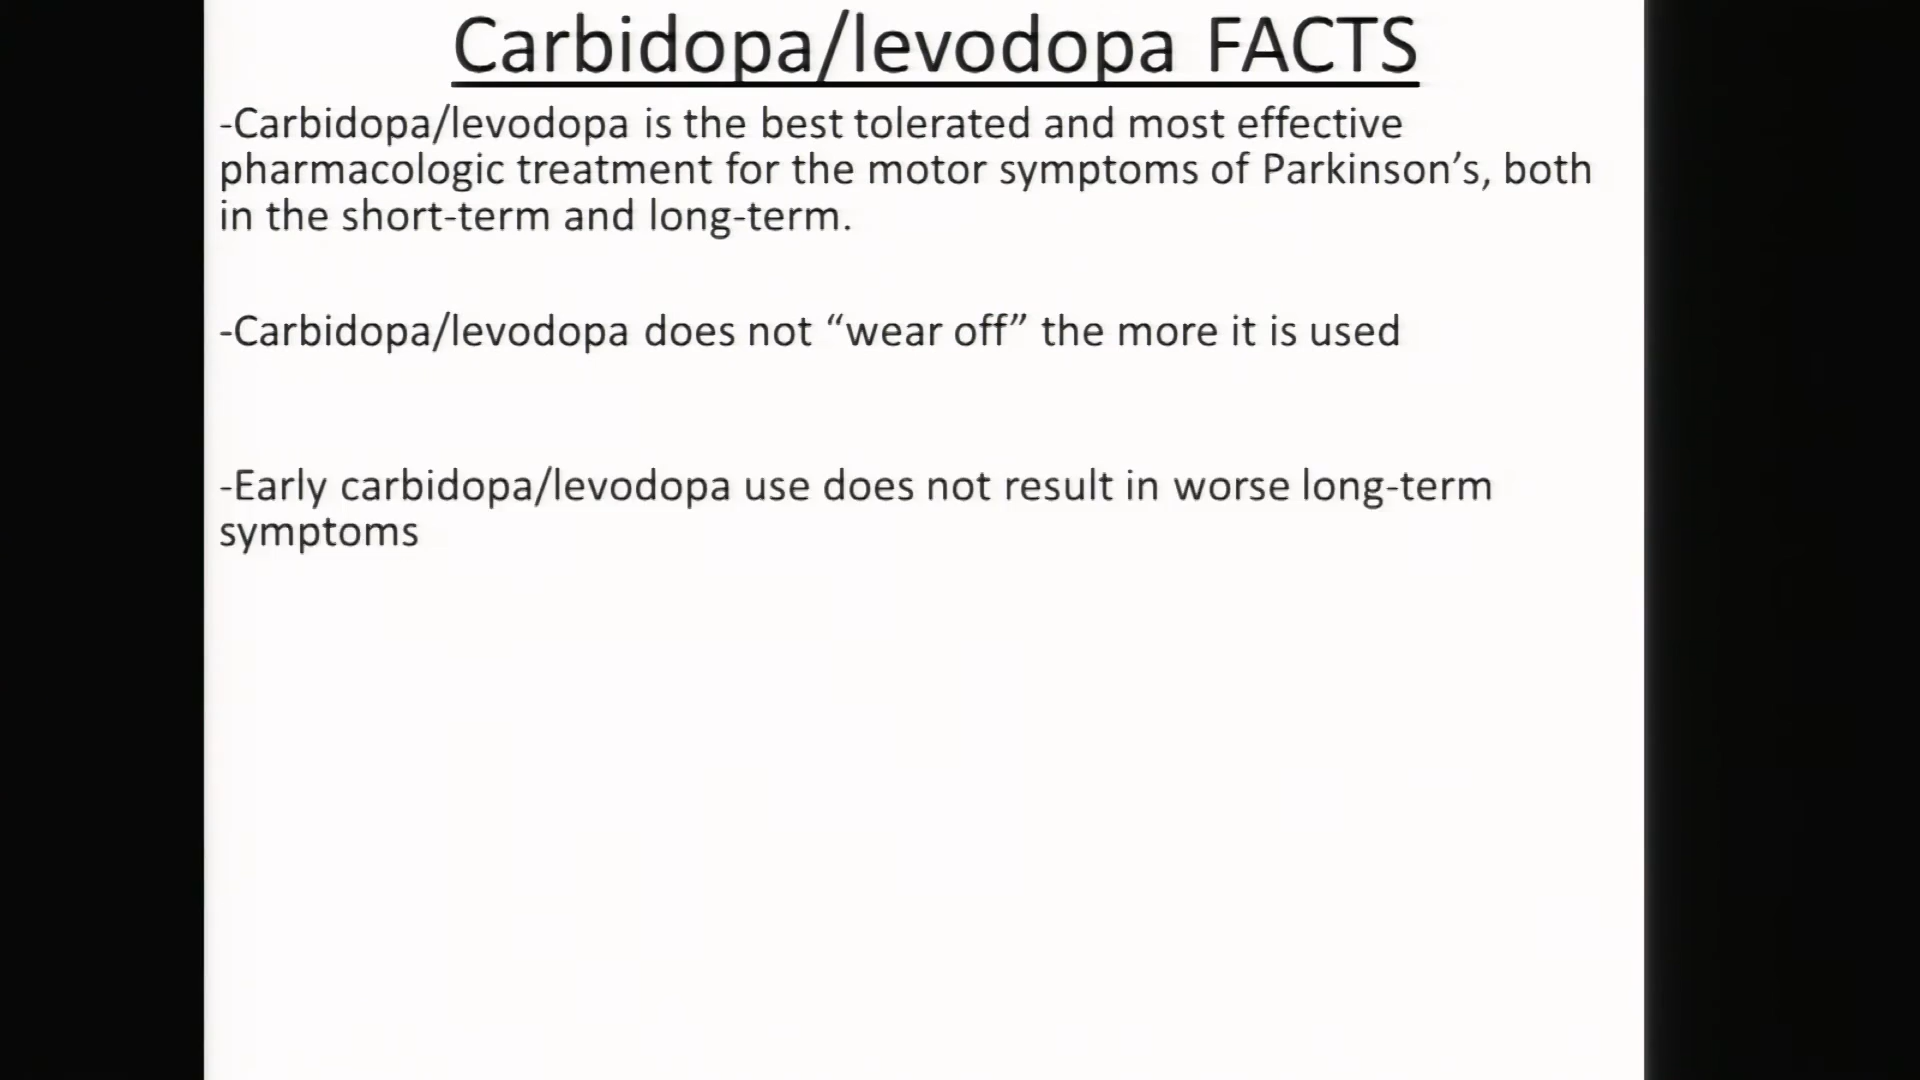 Carbidopa/levodopa FACTS
-Carbidopa/levodopa is the best tolerated and most effective
pharmacologic treatment for the motor symptoms of Parkinson’s, both
in the short-term and long-term.
-Carbidopa/levodopa does not “wear off” the more it is used
-Early carbidopa/levodopa use does not result in worse long-term
symptoms